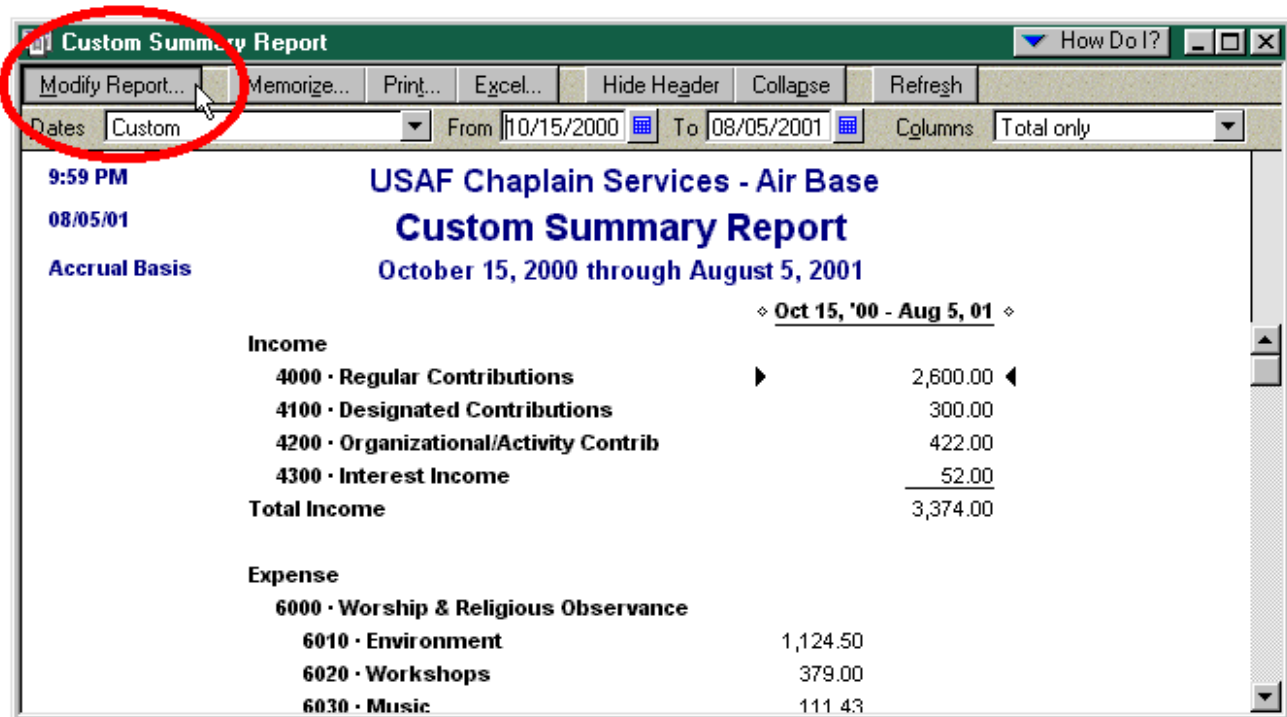 Custom Summary Report How Do I?
Modify Report... Memorize... Print... Excel... Hide Header Collapse Refresh
Dates Custom From 10/15/2000 To 08/05/2001 Columns Total only
9:59 PM USAF Chaplain Services - Air Base
08/05/01 Custom Summary Report
Accrual Basis October 15, 2000 through August 5, 2001
Oct 15, '00 - Aug 5, 01
Income
4000 · Regular Contributions 2,600.00
4100 · Designated Contributions 300.00
4200 · Organizational/Activity Contrib 422.00
4300 · Interest Income 52.00
Total Income 3,374.00
Expense
6000 · Worship & Religious Observance
6010 · Environment 1,124.50
6020 · Workshops 379.00
6030 · Music 111.43